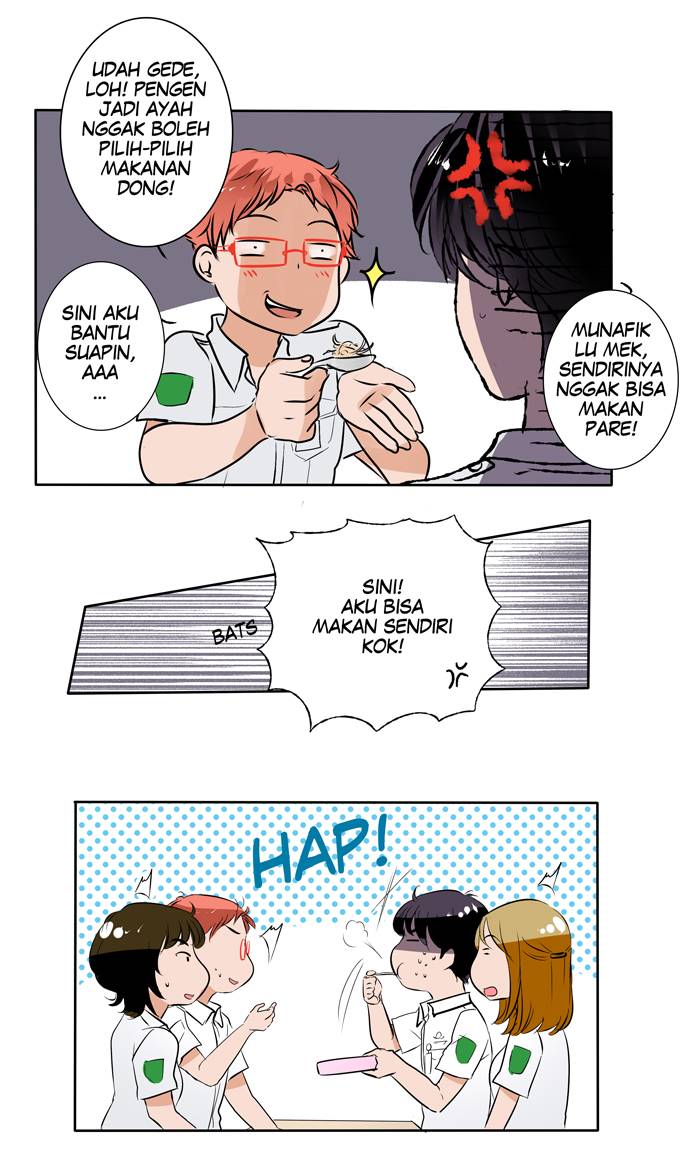 UDAH GEDE,
LOH! PENGEN
JADI AYAH
NGGAK BOLEH
PILIH-PILIH
MAKANAN
DONG!
SINI AKU
BANTU
SUAPIN,
AAA
...
MUNAFIK
LU MEK,
SENDIRINYA
NGGAK BISA
MAKAN
PARE!
SINI!
AKU BISA
MAKAN SENDIRI
KOK!
BATS
HAP!